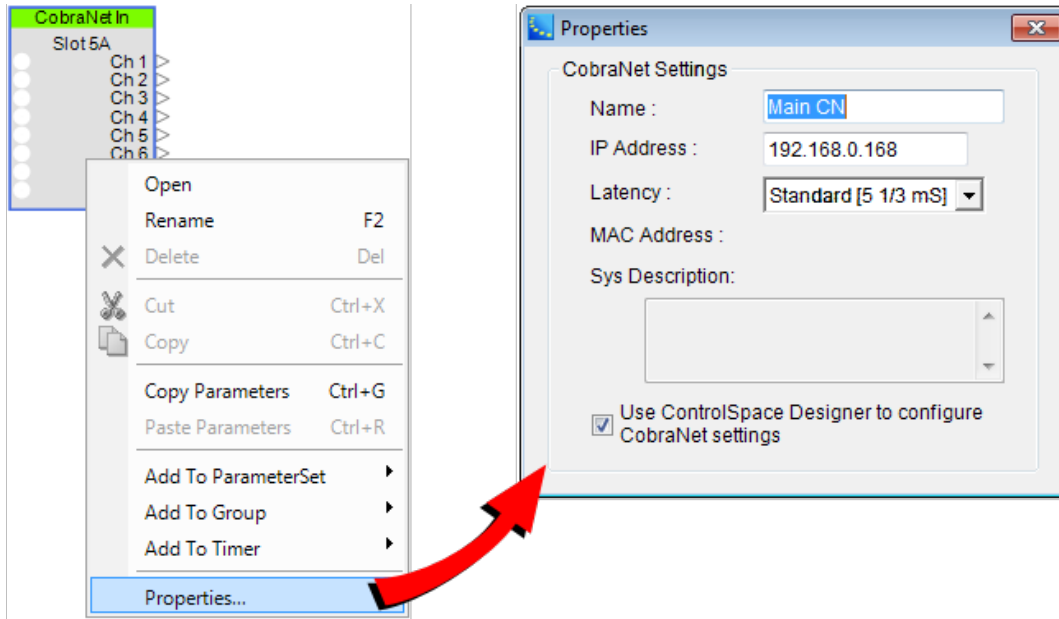 CobraNet In
Slot 5A
Ch 1
Ch 2
Ch 3
Ch 4
Ch 5
Ch 6
Open
Rename F2
Delete Del
Cut Ctrl+X
Copy Ctrl+C
Copy Parameters Ctrl+G
Paste Parameters Ctrl+R
Add To ParameterSet
Add To Group
Add To Timer
Properties...
Properties
CobraNet Settings
Name : Main CN
IP Address : 192.168.0.168
Latency : Standard [5 1/3 mS]
MAC Address :
Sys Description:
Use ControlSpace Designer to configure
CobraNet settings